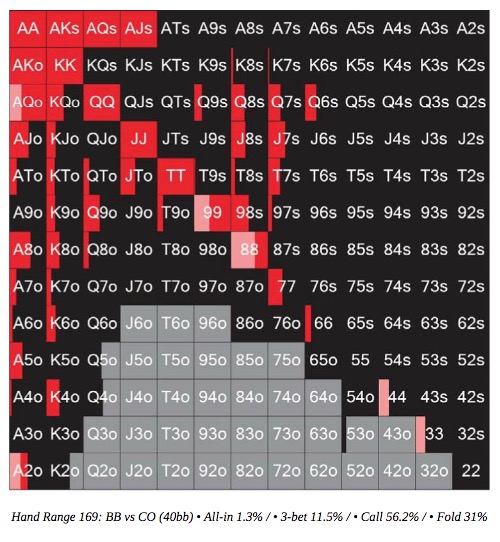 AA AKs AQs AJs ATs A9s A8s A7s A6s A5s A4s A3s A2s
AKo KK KQs KJs KTs K9s K8s K7s K6s K5s K4s K3s K2s
AQo KQo QQ QJs QTs Q9s Q8s Q7s Q6s Q5s Q4s Q3s Q2s
AJo KJo QJo JJ JTs J9s J8s J7s J6s J5s J4s J3s J2s
ATo KTo QTo JTo TT T9s T8s T7s T6s T5s T4s T3s T2s
A9o K9o Q9o J9o T9o 99 98s 97s 96s 95s 94s 93s 92s
A8o K8o Q8o J8o T8o 98o 88 87s 86s 85s 84s 83s 82s
A7o K7o Q7o J7o T7o 97o 87o 77 76s 75s 74s 73s 72s
A6o K6o Q6o J6o T6o 96o 86o 76o 66 65s 64s 63s 62s
A5o K5o Q5o J5o T5o 95o 85o 75o 65o 55 54s 53s 52s
A4o K4o Q4o J4o T4o 94o 84o 74o 64o 54o 44 43s 42s
A3o K3o Q3o J3o T3o 93o 83o 73o 63o 53o 43o 33 32s
A2o K2o Q2o J2o T2o 92o 82o 72o 62o 52o 42o 32o 22
Hand Range 169: BB vs CO (40bb) • All-in 1.3% / • 3-bet 11.5% / • Call 56.2% / • Fold 31%